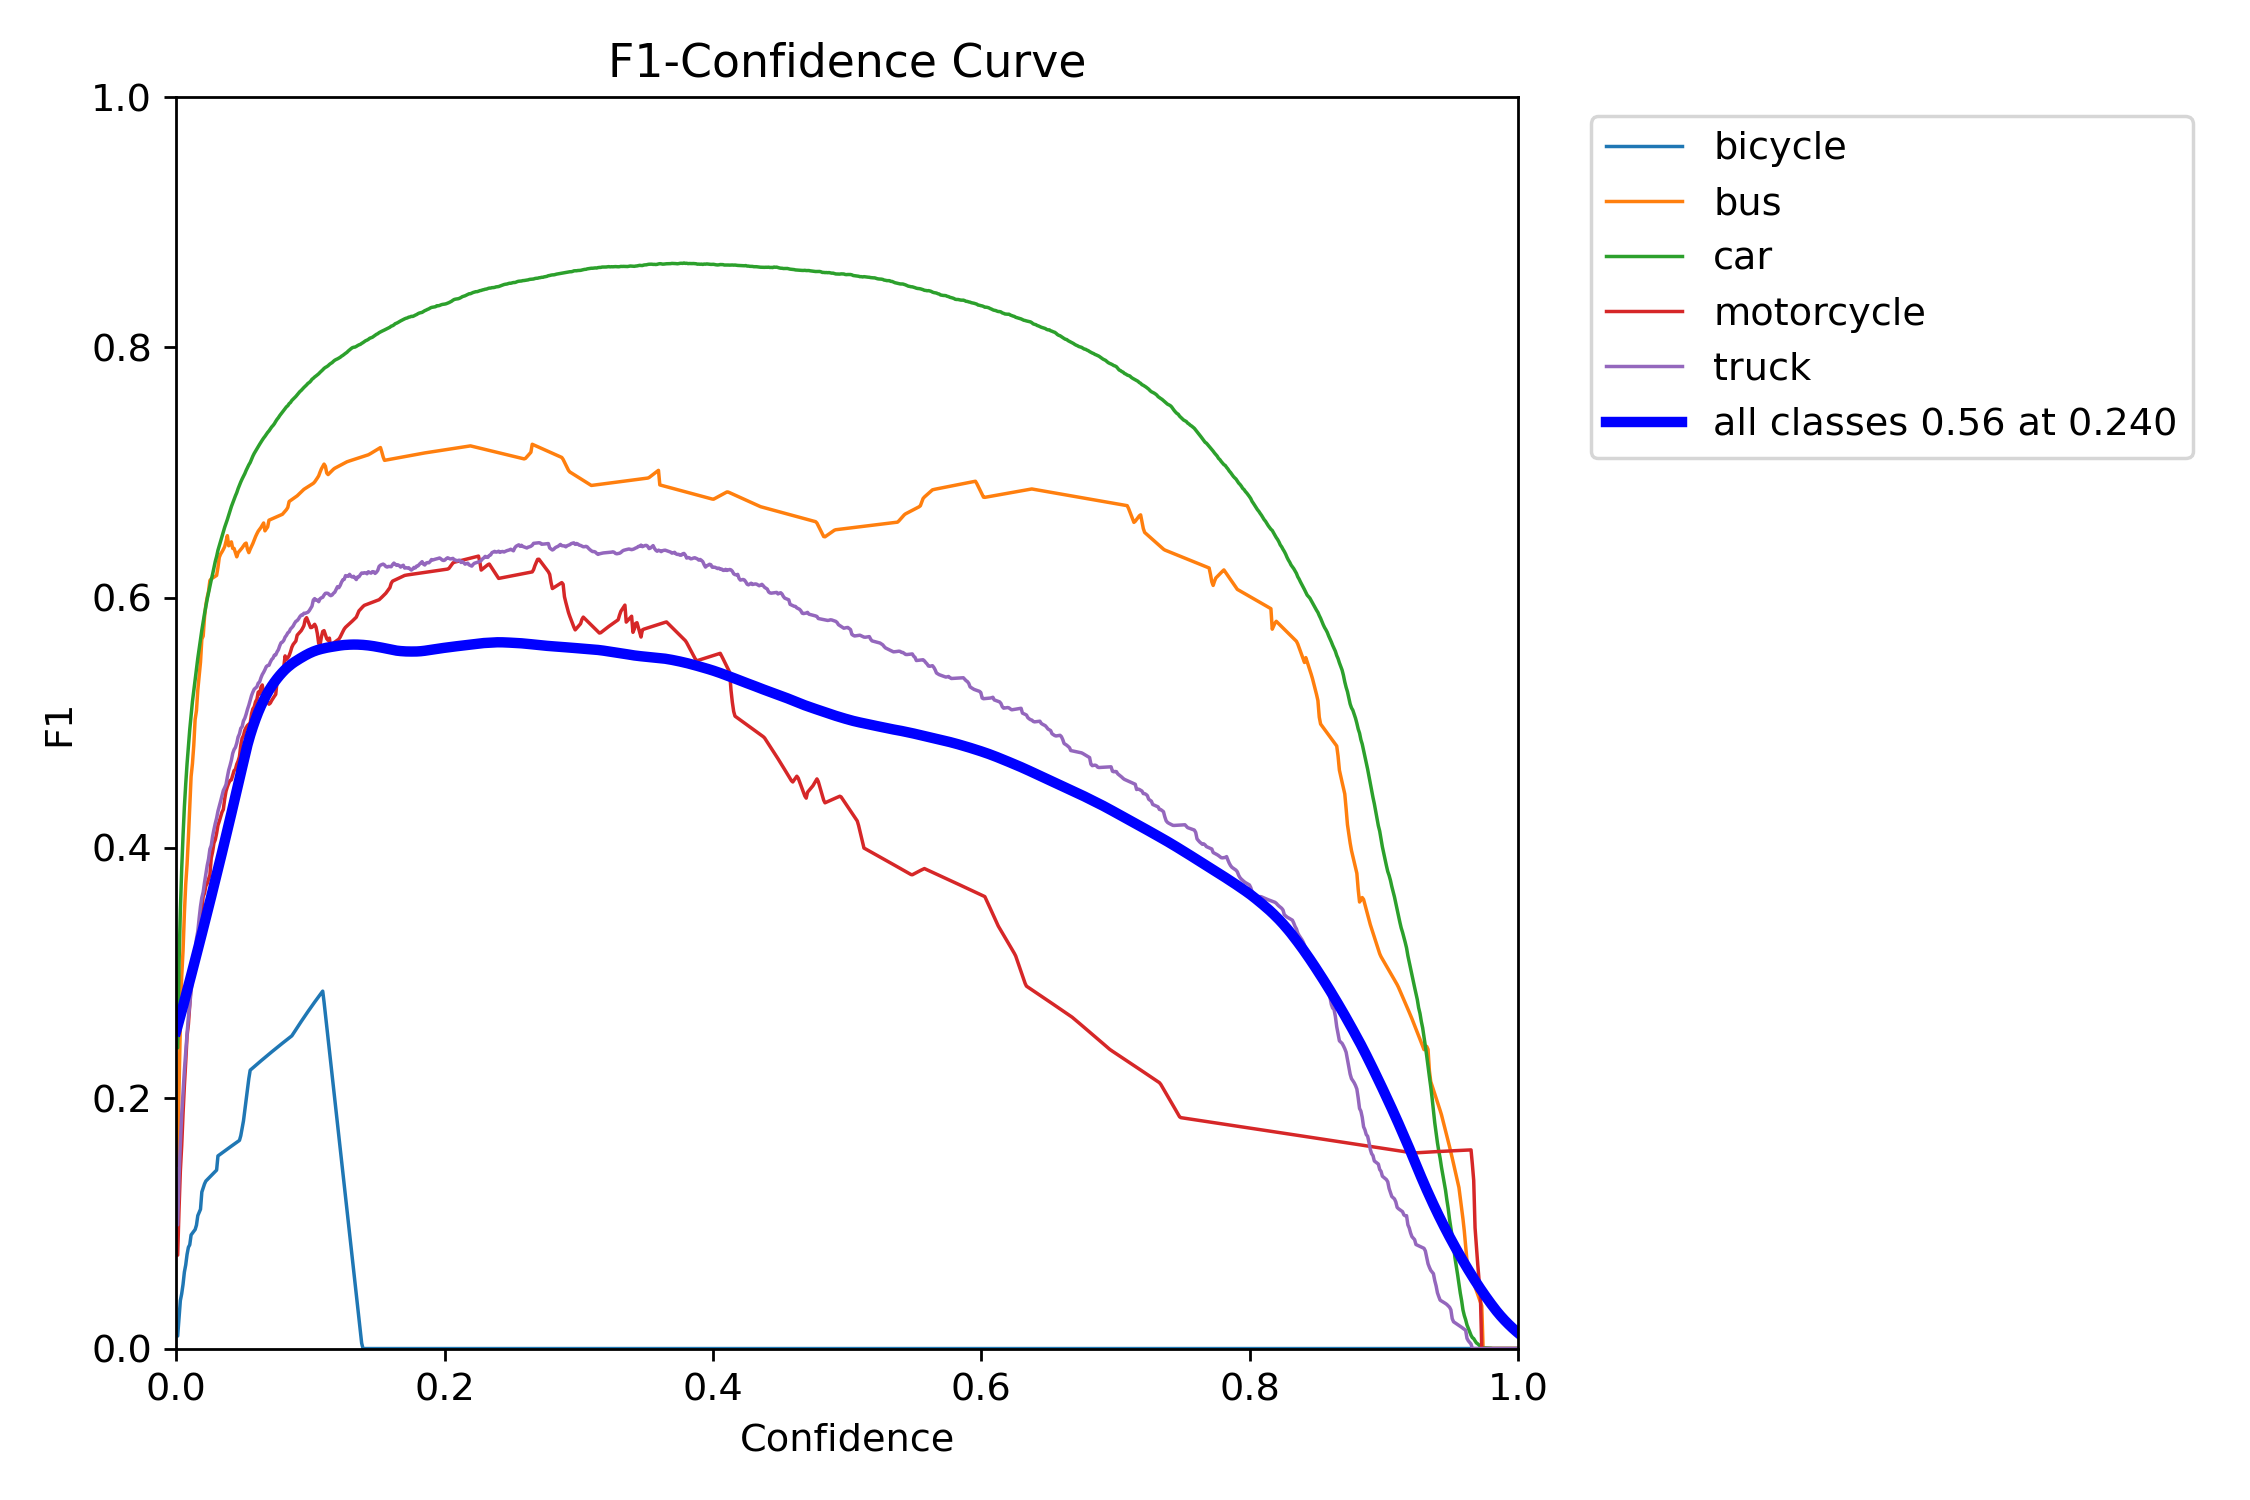 F1-Confidence Curve
1.0
0.8
0.6
0.4
0.2
0.0
F1
0.0 0.2 0.4 0.6 0.8 1.0
Confidence
bicycle
bus
car
motorcycle
truck
all classes 0.56 at 0.240